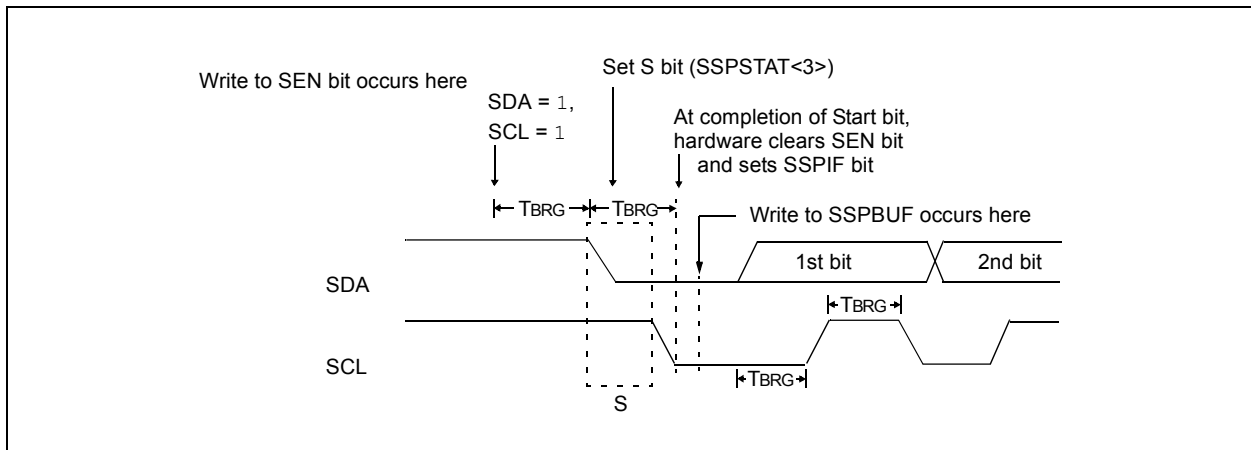 Write to SEN bit occurs here
Set S bit (SSPSTAT<3>)
SDA = 1,
SCL = 1
At completion of Start bit,
hardware clears SEN bit
and sets SSPIF bit
TBRG
TBRG
Write to SSPBUF occurs here
SDA
1st bit
2nd bit
TBRG
SCL
TBRG
S